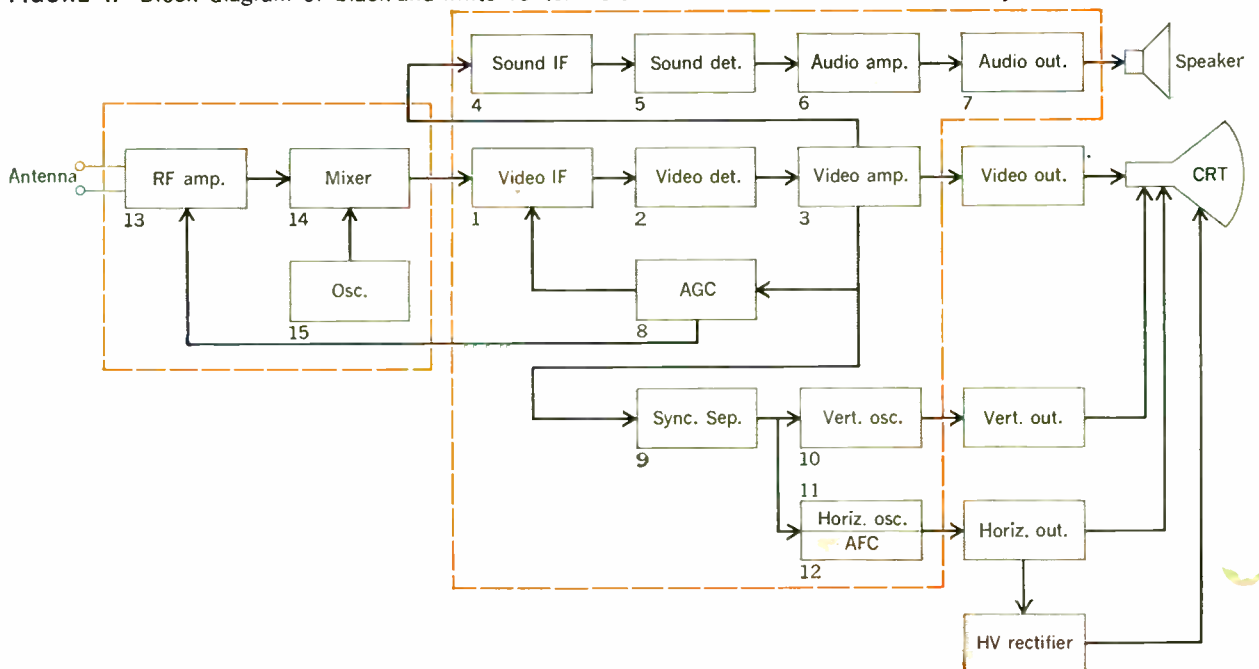 Sound IF
Sound det.
Audio amp.
Audio out.
Speaker
4
5
6
7
Antenna
RF amp.
Mixer
Video IF
Video det.
Video amp.
Video out.
CRT
13
14
1
2
3
Osc.
AGC
15
8
Sync. Sep.
Vert. osc.
Vert. out.
9
10
11
Horiz. osc.
AFC
Horiz. out.
12
HV rectifier